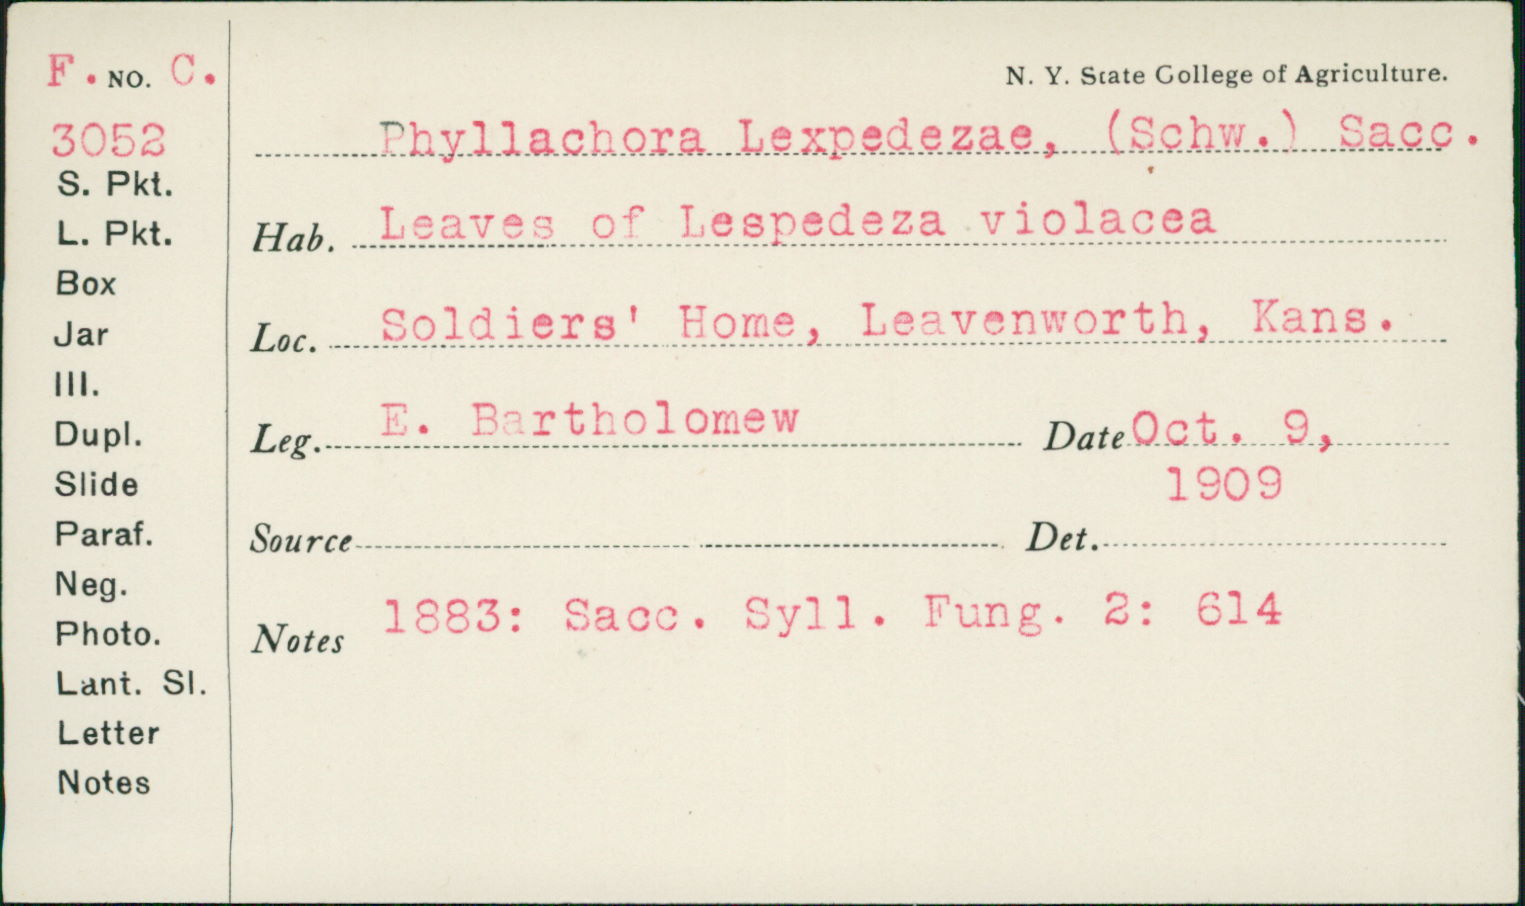 F. NO. C.
3052
S. Pkt.
L. Pkt.
Box
Jar
Ill.
Dupl.
Slide
Paraf.
Neg.
Photo.
Lant. Sl.
Letter
Notes
N. Y. State College of Agriculture.
Phyllachora Lexpedezae, (Schw.) Sacc.
Hab. Leaves of Lespedeza violacea
Loc. Soldiers' Home, Leavenworth, Kans.
Leg. E. Bartholomew Date Oct. 9,
1909
Source Det.
Notes 1883: Sacc. Syll. Fung. 2: 614